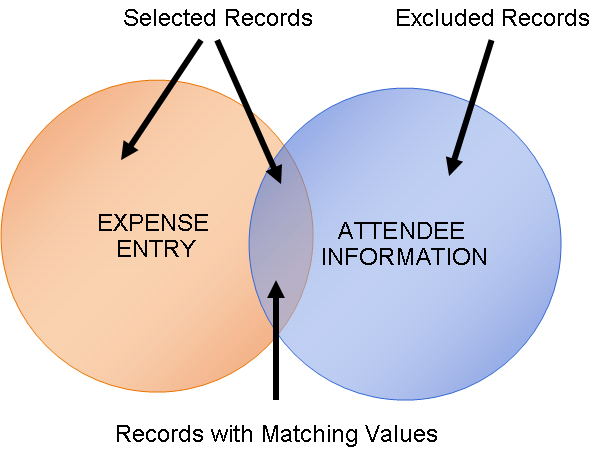 Selected Records
Excluded Records
EXPENSE
ENTRY
ATTENDEE
INFORMATION
Records with Matching Values